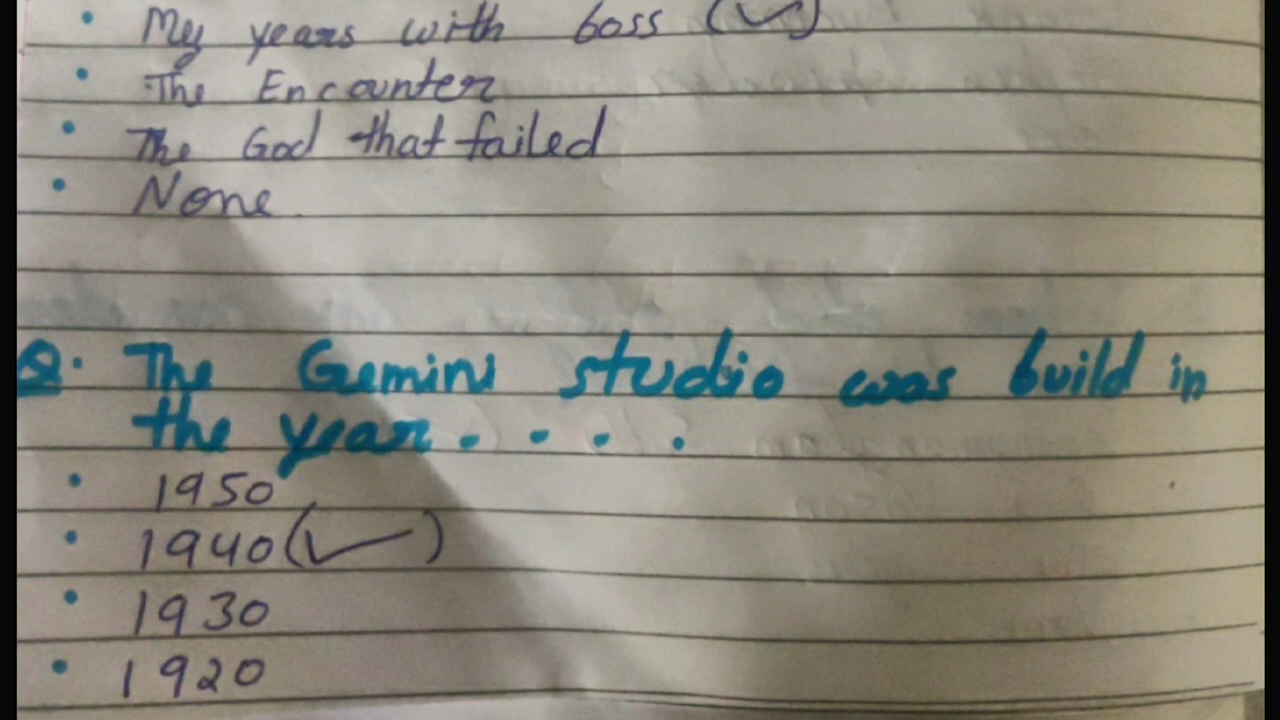 • My years with boss (✓)
• The Encounter
• The God that failed
• None
Q. The Gemini studio was build in
the year. . . .
• 1950
• 1940 (✓)
• 1930
• 1920